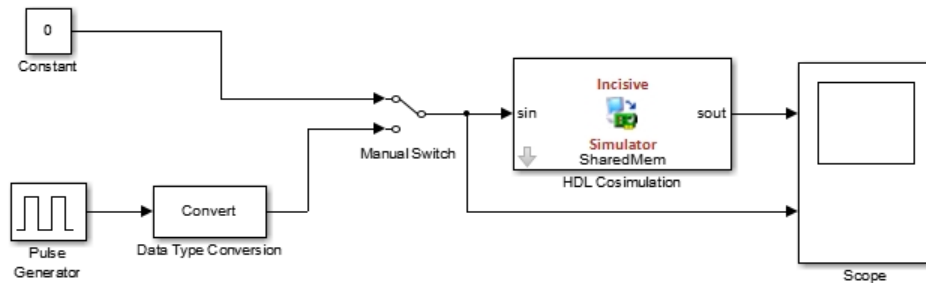 0
Constant
Incisive
sin
sout
Simulator
SharedMem
HDL Cosimulation
Manual Switch
Convert
Data Type Conversion
Pulse
Generator
Scope